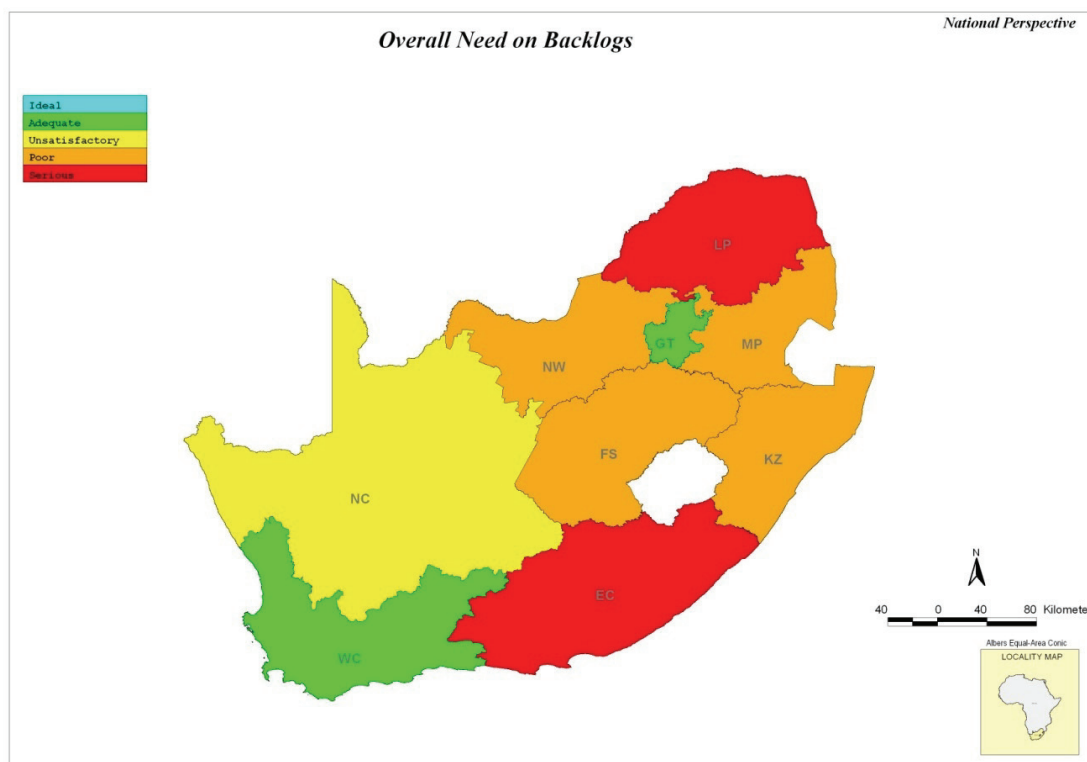 National Perspective
Overall Need on Backlogs
Ideal
Adequate
Unsatisfactory
Poor
Serious
LP
GT
MP
NW
FS
KZ
NC
EC
WC
N
40 0 40 80 Kilomete
Albers Equal-Area Conic
LOCALITY MAP